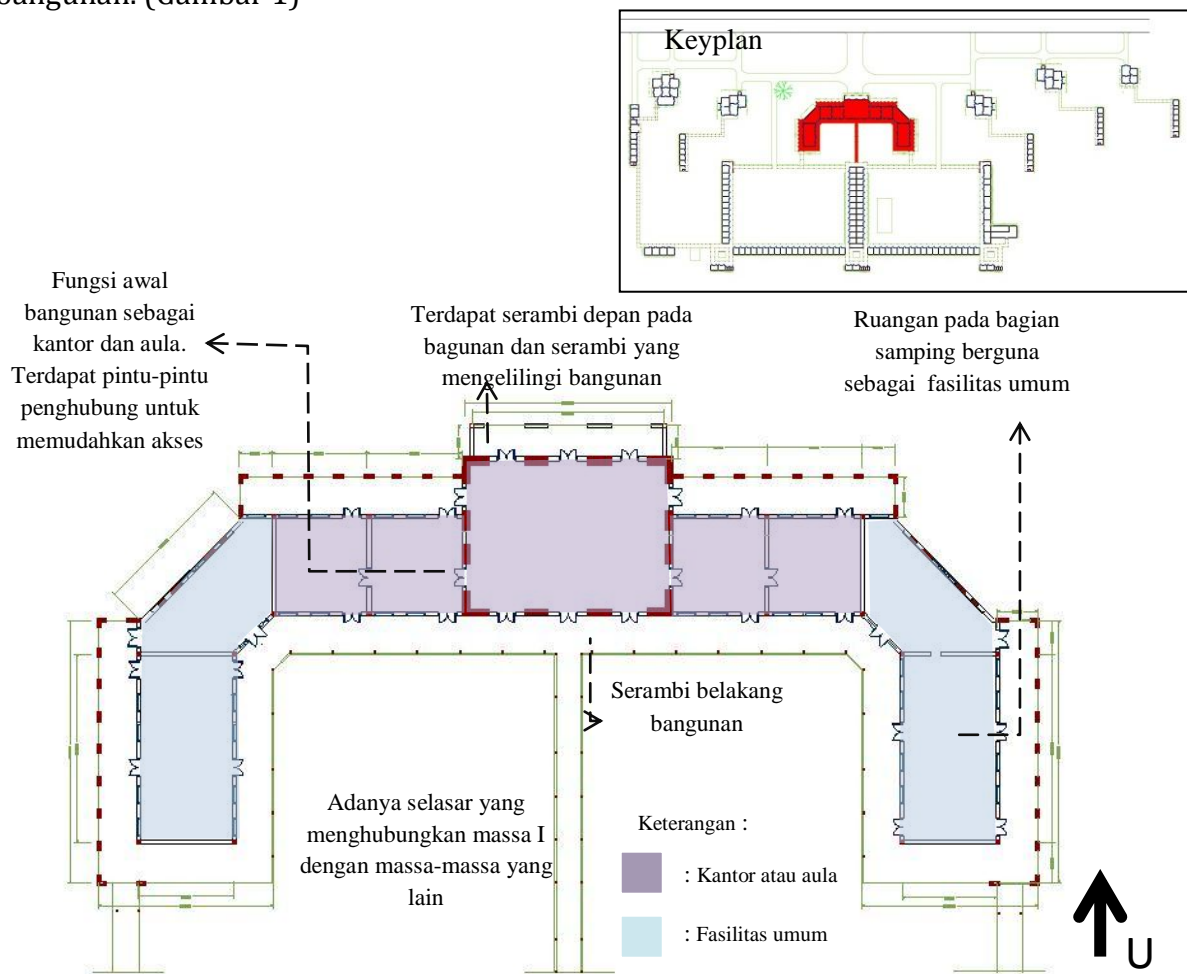 bangunan. (Gambar 1)
Keyplan
Fungsi awal
bangunan sebagai
kantor dan aula.
Terdapat pintu-pintu
penghubung untuk
memudahkan akses
Terdapat serambi depan pada
bagunan dan serambi yang
mengelilingi bangunan
Ruangan pada bagian
samping berguna
sebagai fasilitas umum
Serambi belakang
bangunan
Adanya selasar yang
menghubungkan massa I
dengan massa-massa yang
lain
Keterangan :
: Kantor atau aula
: Fasilitas umum
U